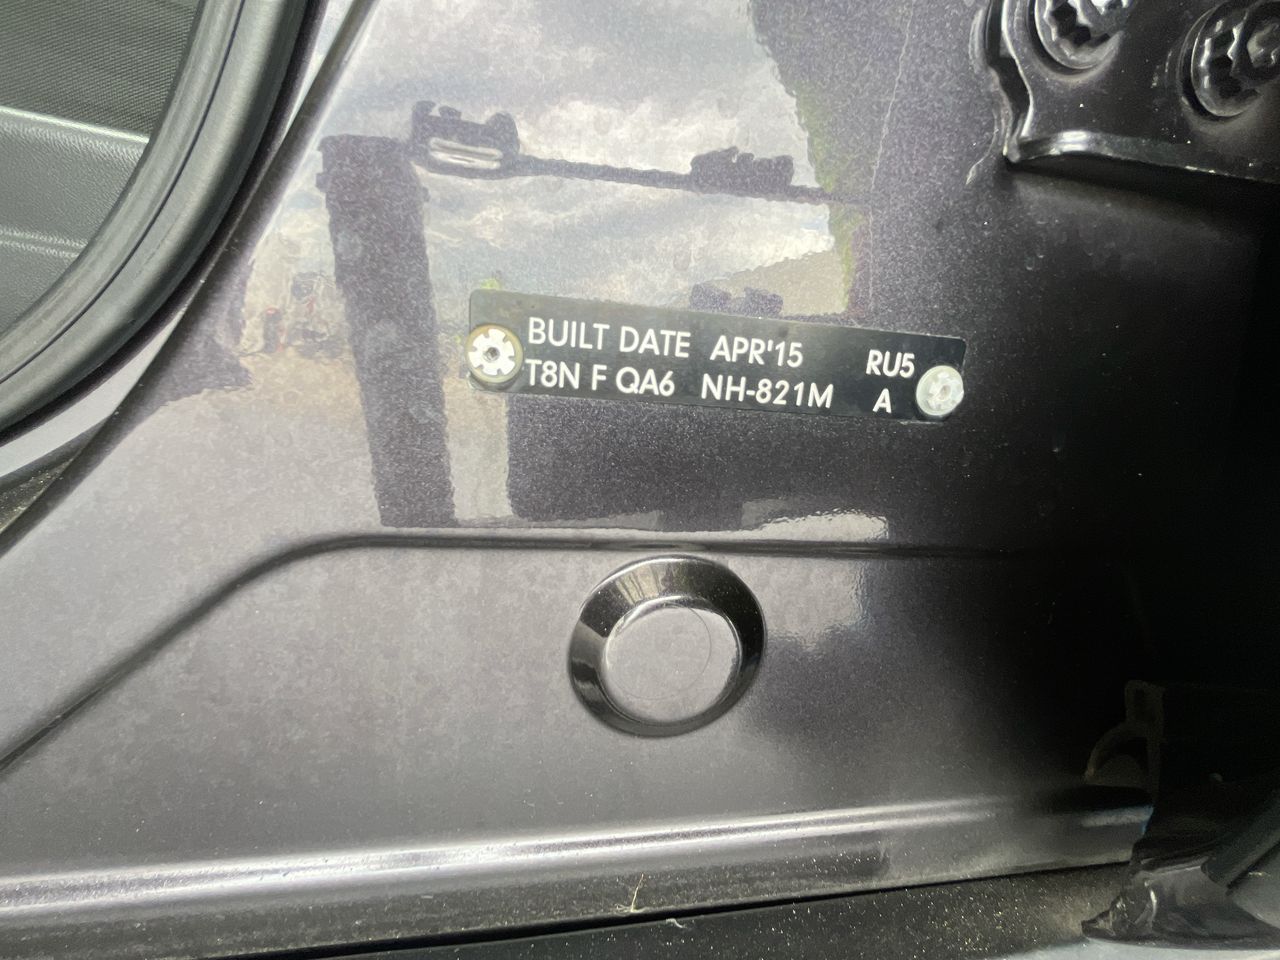 BUILT DATE APR'15 RU5
T8N F QA6 NH-821M A